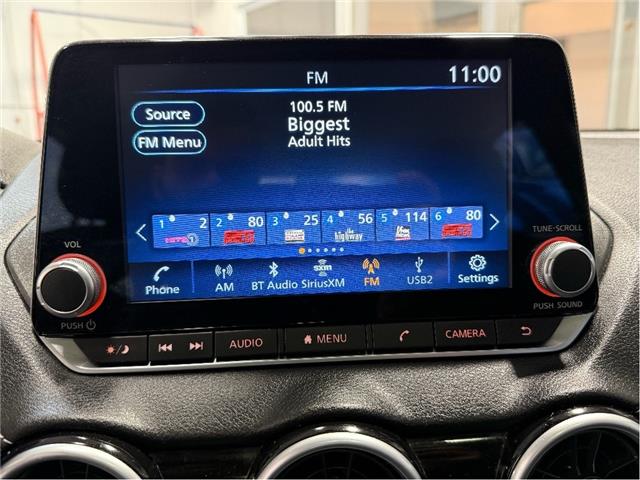 FM
11:00
Source
100.5 FM
Biggest
FM Menu
Adult Hits
1 2 2 80 3 25 4 56 5 114 6 80
the highway
Phone AM BT Audio SiriusXM FM USB2 Settings
VOL
PUSH
TUNE·SCROLL
PUSH SOUND
AUDIO MENU CAMERA